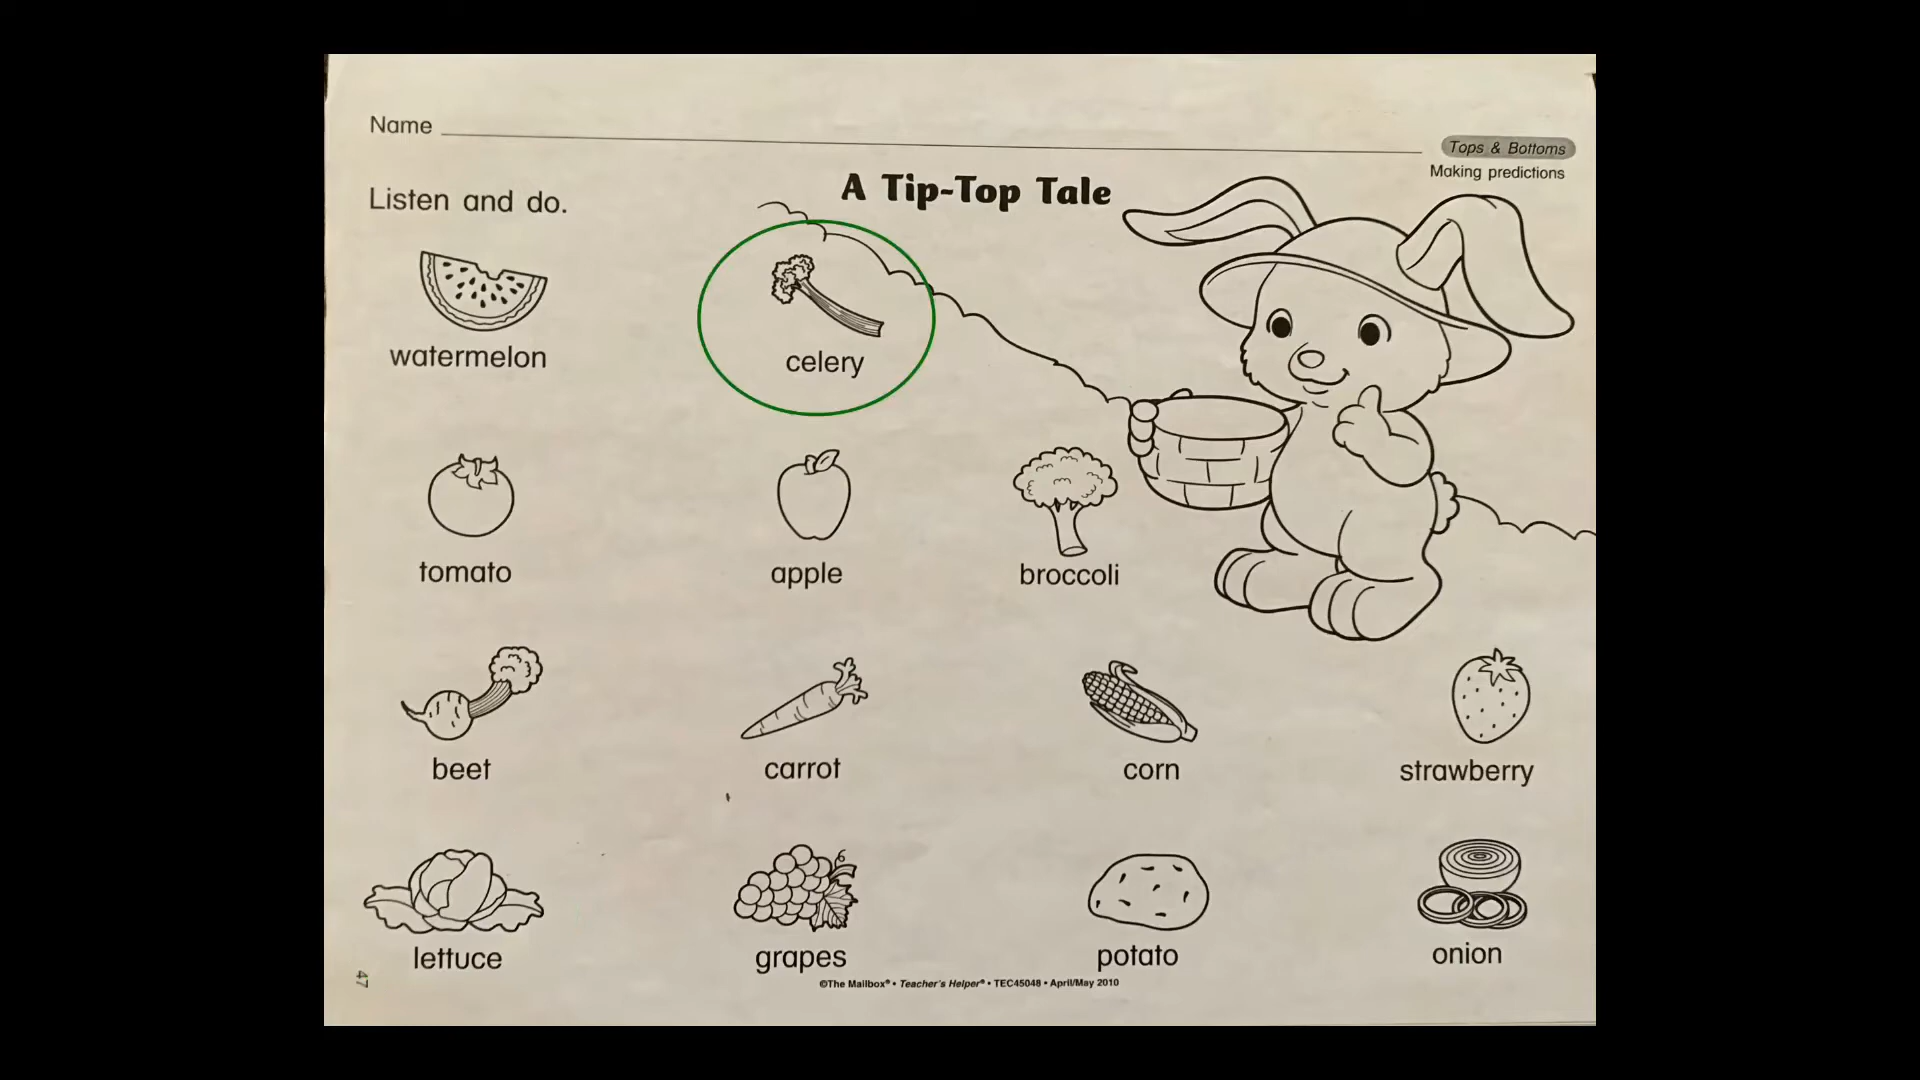 Name
Tops & Bottoms
Making predictions
A Tip-Top Tale
Listen and do.
watermelon
celery
tomato
apple
broccoli
beet
carrot
corn
strawberry
lettuce
grapes
potato
onion
47
©The Mailbox® • Teacher's Helper® • TEC45048 • April/May 2010